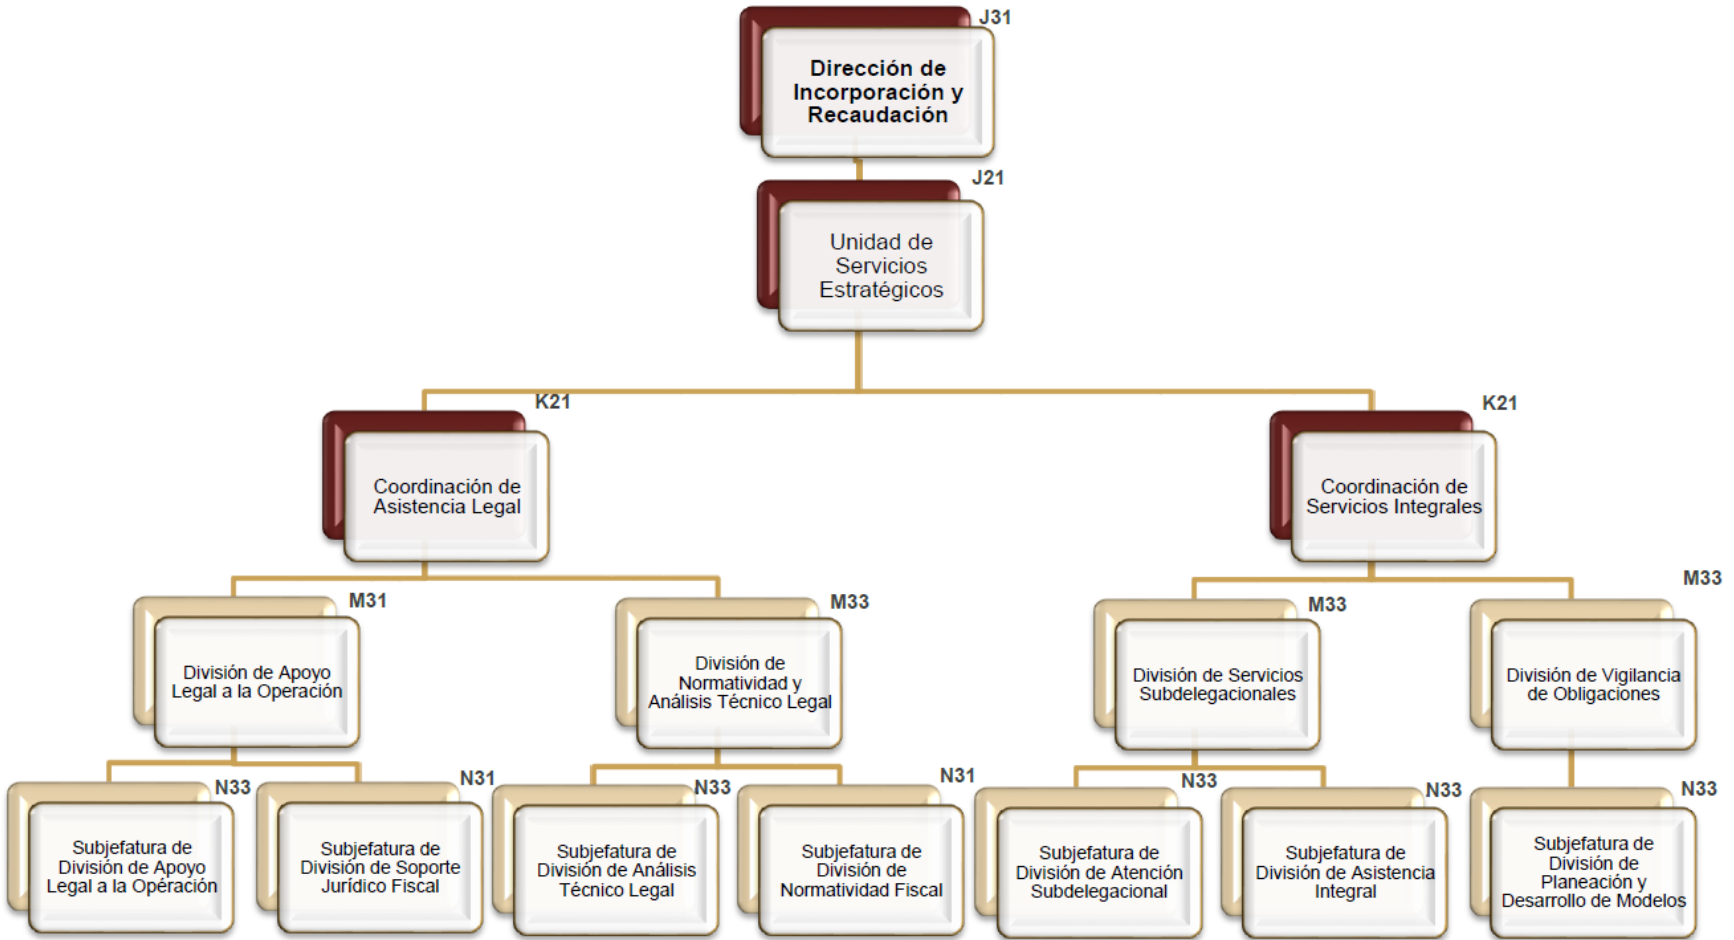 J31
Dirección de
Incorporación y
Recaudación
J21
Unidad de
Servicios
Estratégicos
K21
Coordinación de
Asistencia Legal
K21
Coordinación de
Servicios Integrales
M31
División de Apoyo
Legal a la Operación
M33
División de
Normatividad y
Análisis Técnico Legal
M33
División de Servicios
Subdelegacionales
M33
División de Vigilancia
de Obligaciones
N33
Subjefatura de
División de Apoyo
Legal a la Operación
N31
Subjefatura de
División de Soporte
Jurídico Fiscal
N33
Subjefatura de
División de Análisis
Técnico Legal
N31
Subjefatura de
División de
Normatividad Fiscal
N33
Subjefatura de
División de Atención
Subdelegacional
N33
Subjefatura de
División de Asistencia
Integral
N33
Subjefatura de
División de
Planeación y
Desarrollo de Modelos